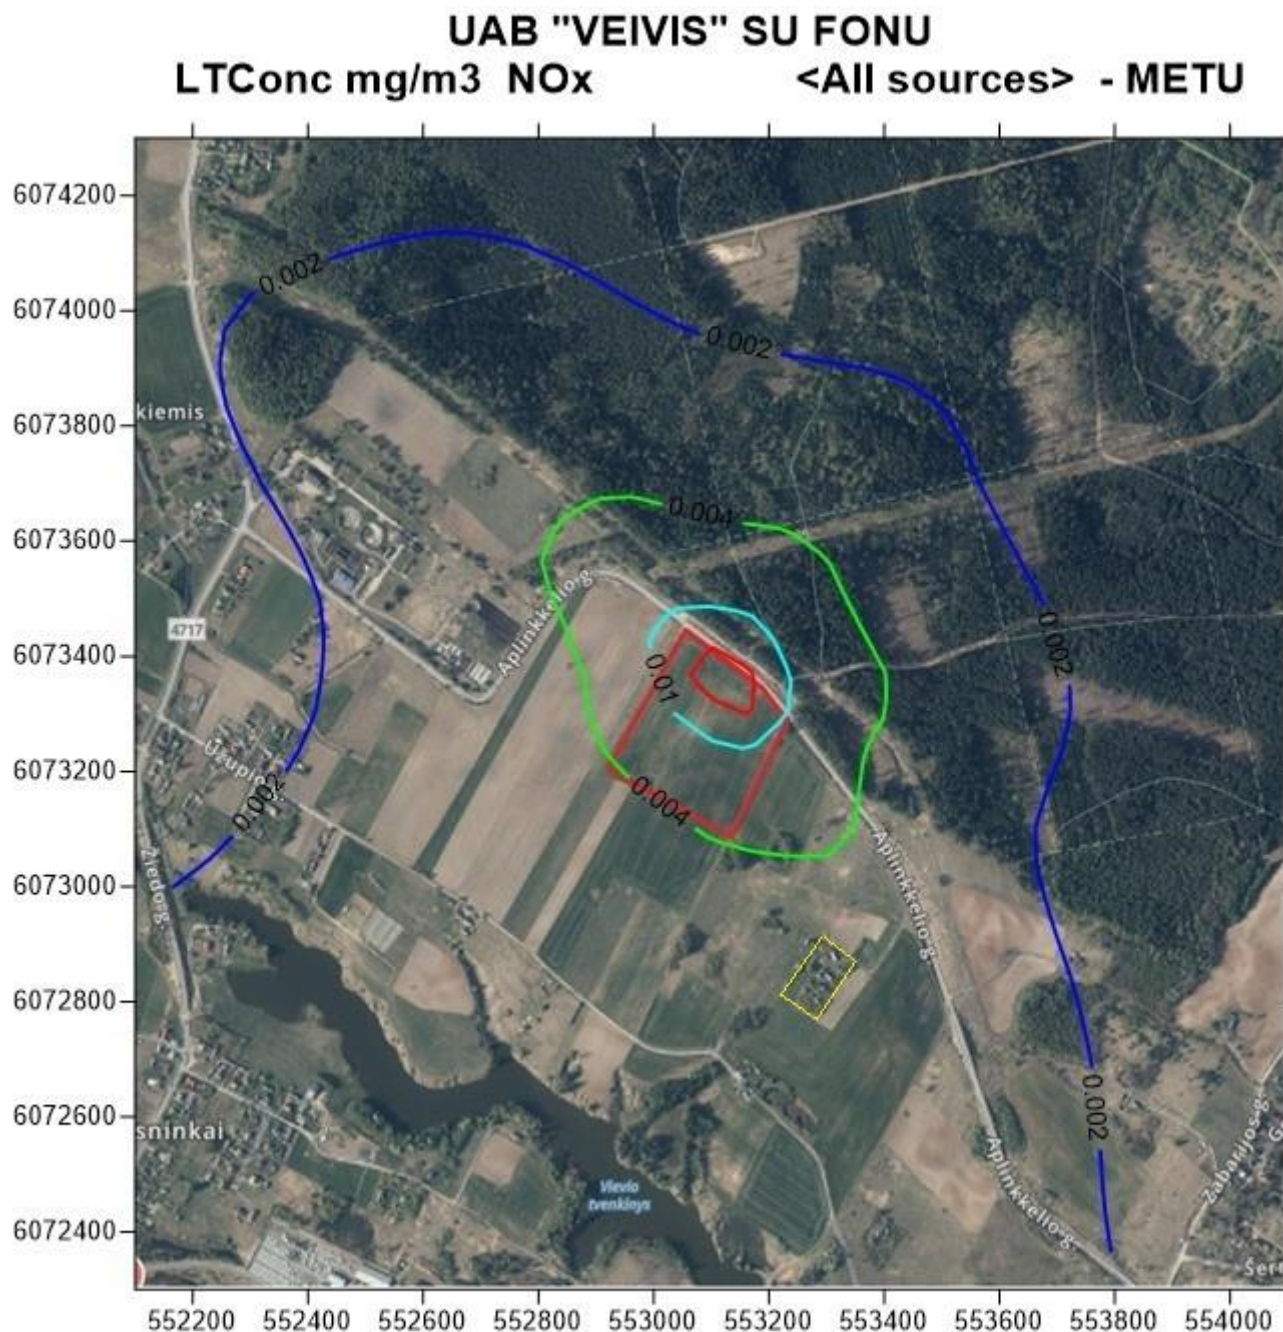 UAB "VEIVIS" SU FONU
LTConc mg/m3 NOx <All sources> - METU
6074200
6074000
6073800
6073600
6073400
6073200
6073000
6072800
6072600
6072400
0.002
0.002
kiemis
0.004
Aplinkkelio g.
4717
0.002
0.01
Užupio
0.002
0.004
Žiedo g.
Aplinkkelio g.
0.002
sninkai
Aplinkkelio g.
Zabarijos g.
Vievio
tvenkinys
552200 552400 552600 552800 553000 553200 553400 553600 553800 554000